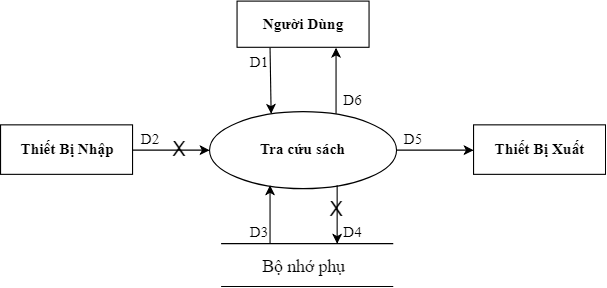 Người Dùng
D1
D6
Thiết Bị Nhập
D2
X
Tra cứu sách
D5
Thiết Bị Xuất
X
D3
D4
Bộ nhớ phụ